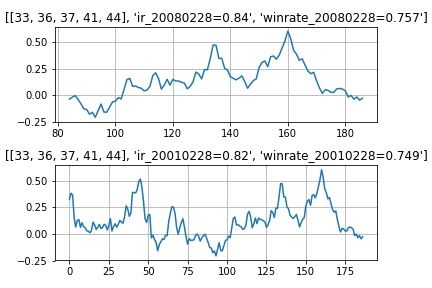 [[33, 36, 37, 41, 44], 'ir_20080228=0.84', 'winrate_20080228=0.757']
0.50
0.25
0.00
−0.25
80 100 120 140 160 180
[[33, 36, 37, 41, 44], 'ir_20010228=0.82', 'winrate_20010228=0.749']
0.50
0.25
0.00
−0.25
0 25 50 75 100 125 150 175